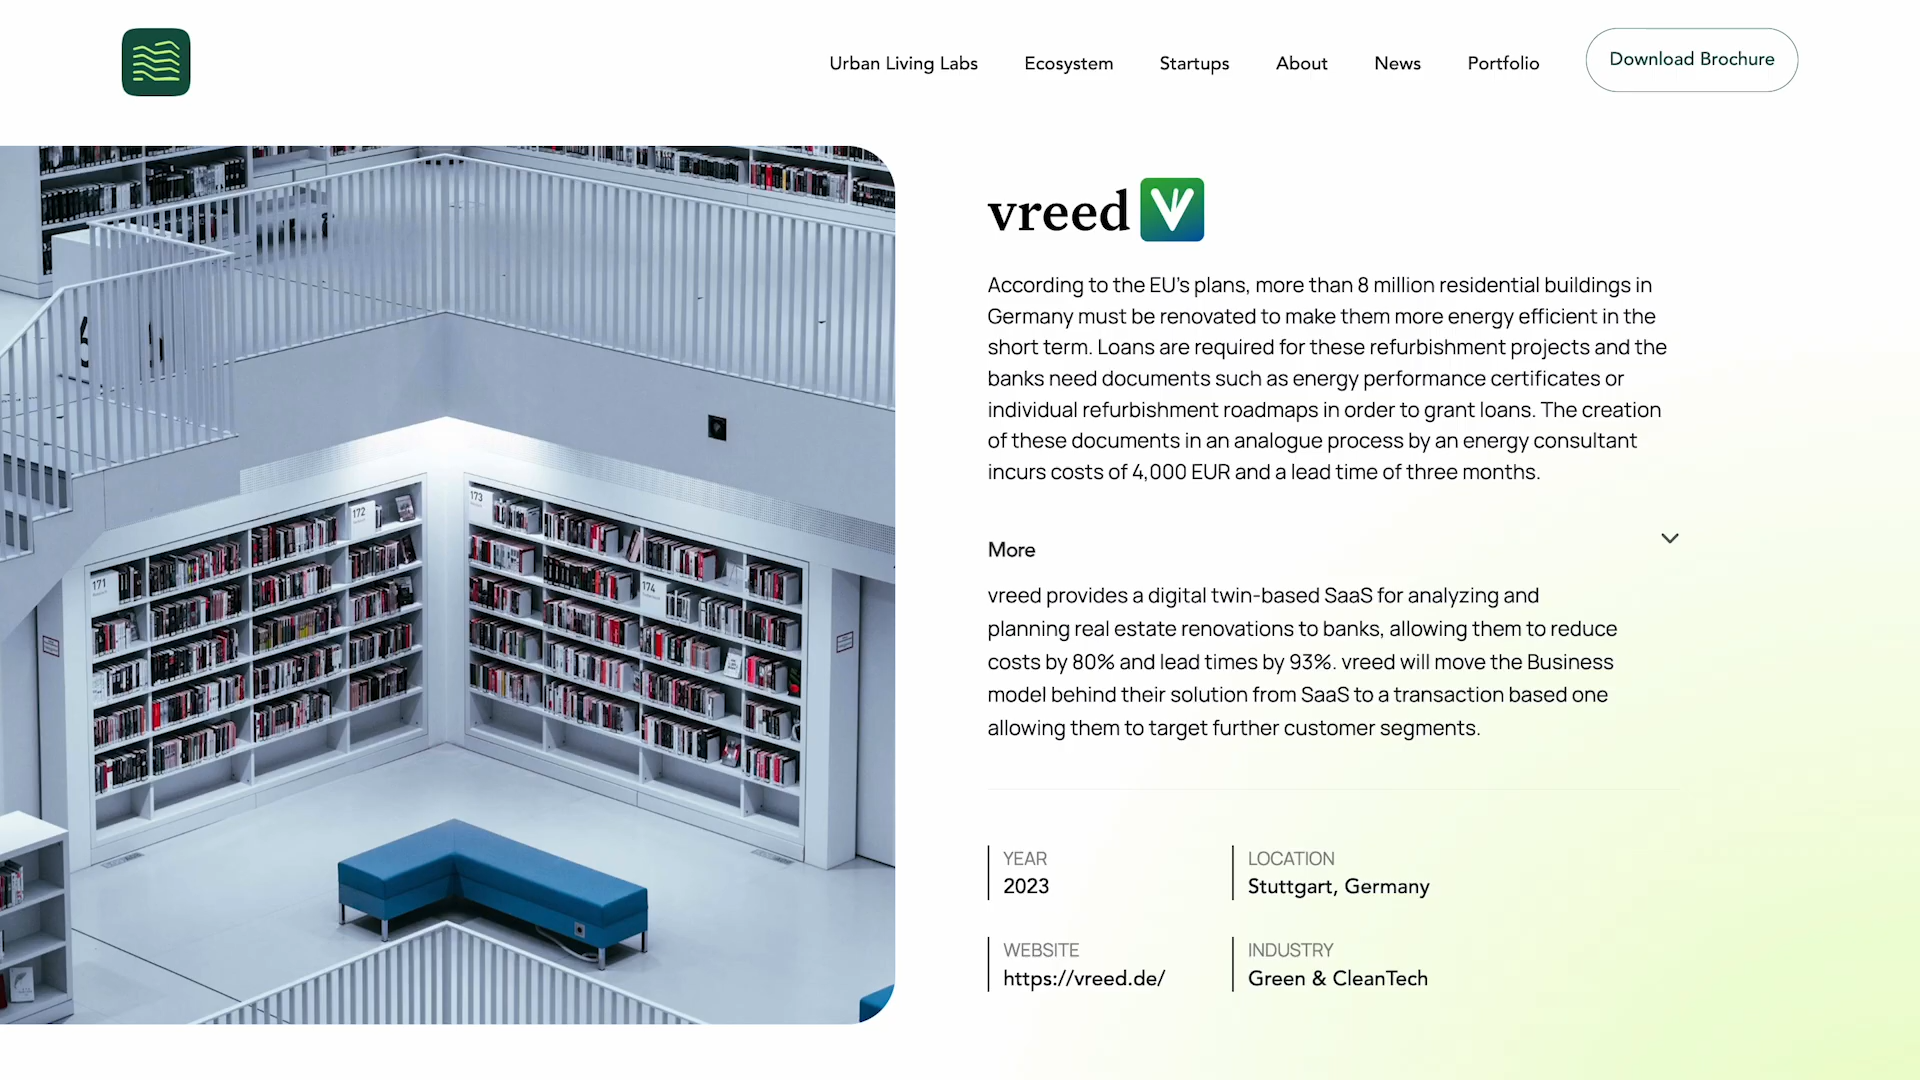 Urban Living Labs Ecosystem Startups About News Portfolio Download Brochure
vreed
According to the EU's plans, more than 8 million residential buildings in
Germany must be renovated to make them more energy efficient in the
short term. Loans are required for these refurbishment projects and the
banks need documents such as energy performance certificates or
individual refurbishment roadmaps in order to grant loans. The creation
of these documents in an analogue process by an energy consultant
incurs costs of 4,000 EUR and a lead time of three months.
More
vreed provides a digital twin-based SaaS for analyzing and
planning real estate renovations to banks, allowing them to reduce
costs by 80% and lead times by 93%. vreed will move the Business
model behind their solution from SaaS to a transaction based one
allowing them to target further customer segments.
YEAR
2023
LOCATION
Stuttgart, Germany
WEBSITE
https://vreed.de/
INDUSTRY
Green & CleanTech
171
172
173
174